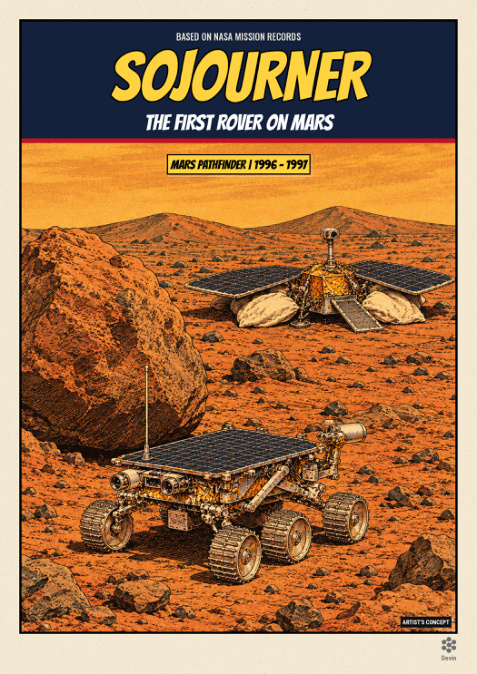 BASED ON NASA MISSION RECORDS
SOJOURNER
THE FIRST ROVER ON MARS
MARS PATHFINDER | 1996 - 1997
ARTIST'S CONCEPT
Devin